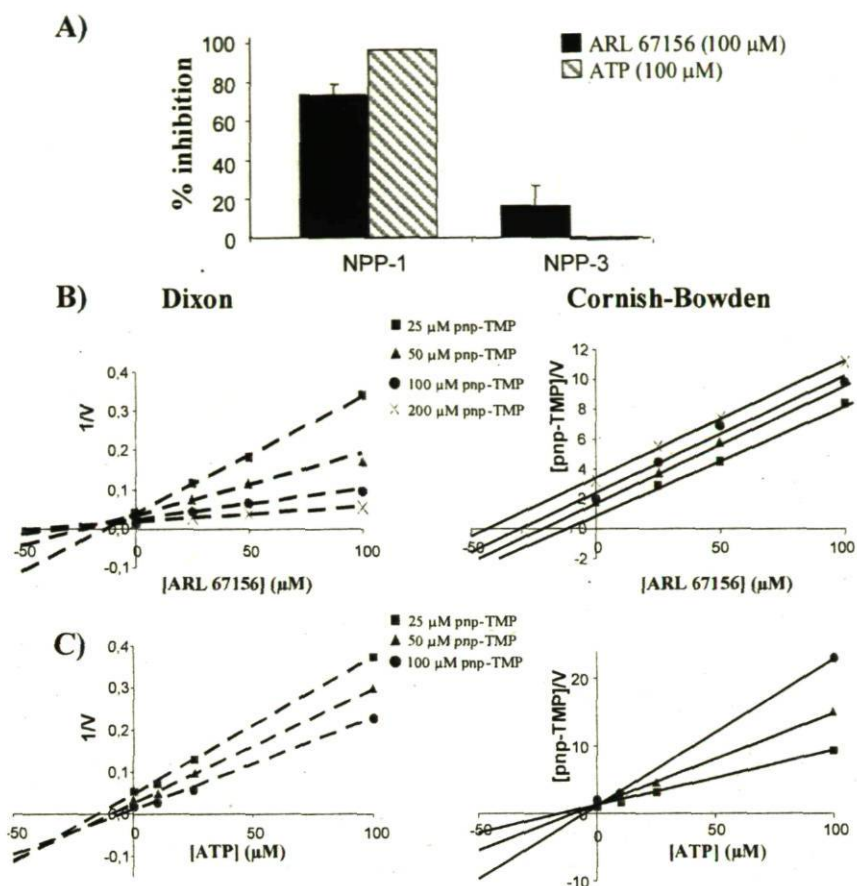 A)
% inhibition
100
80
60
40
20
0
NPP-1
NPP-3
ARL 67156 (100 µM)
ATP (100 µM)
B)
Dixon
Cornish-Bowden
25 µM pnp-TMP
50 µM pnp-TMP
100 µM pnp-TMP
200 µM pnp-TMP
1/V
0,4
0,3
0,2
0,1
0,0
-0,1
-50
0
50
100
[ARL 67156] (µM)
[pnp-TMP]/V
12
10
8
6
4
2
0
-2
-50
0
50
100
[ARL 67156] (µM)
C)
25 µM pnp-TMP
50 µM pnp-TMP
100 µM pnp-TMP
1/V
0,4
0,3
0,2
0,1
0,0
-0,1
-50
0
50
100
[ATP] (µM)
[pnp-TMP]/V
20
10
-10
-50
0
50
100
[ATP] (µM)